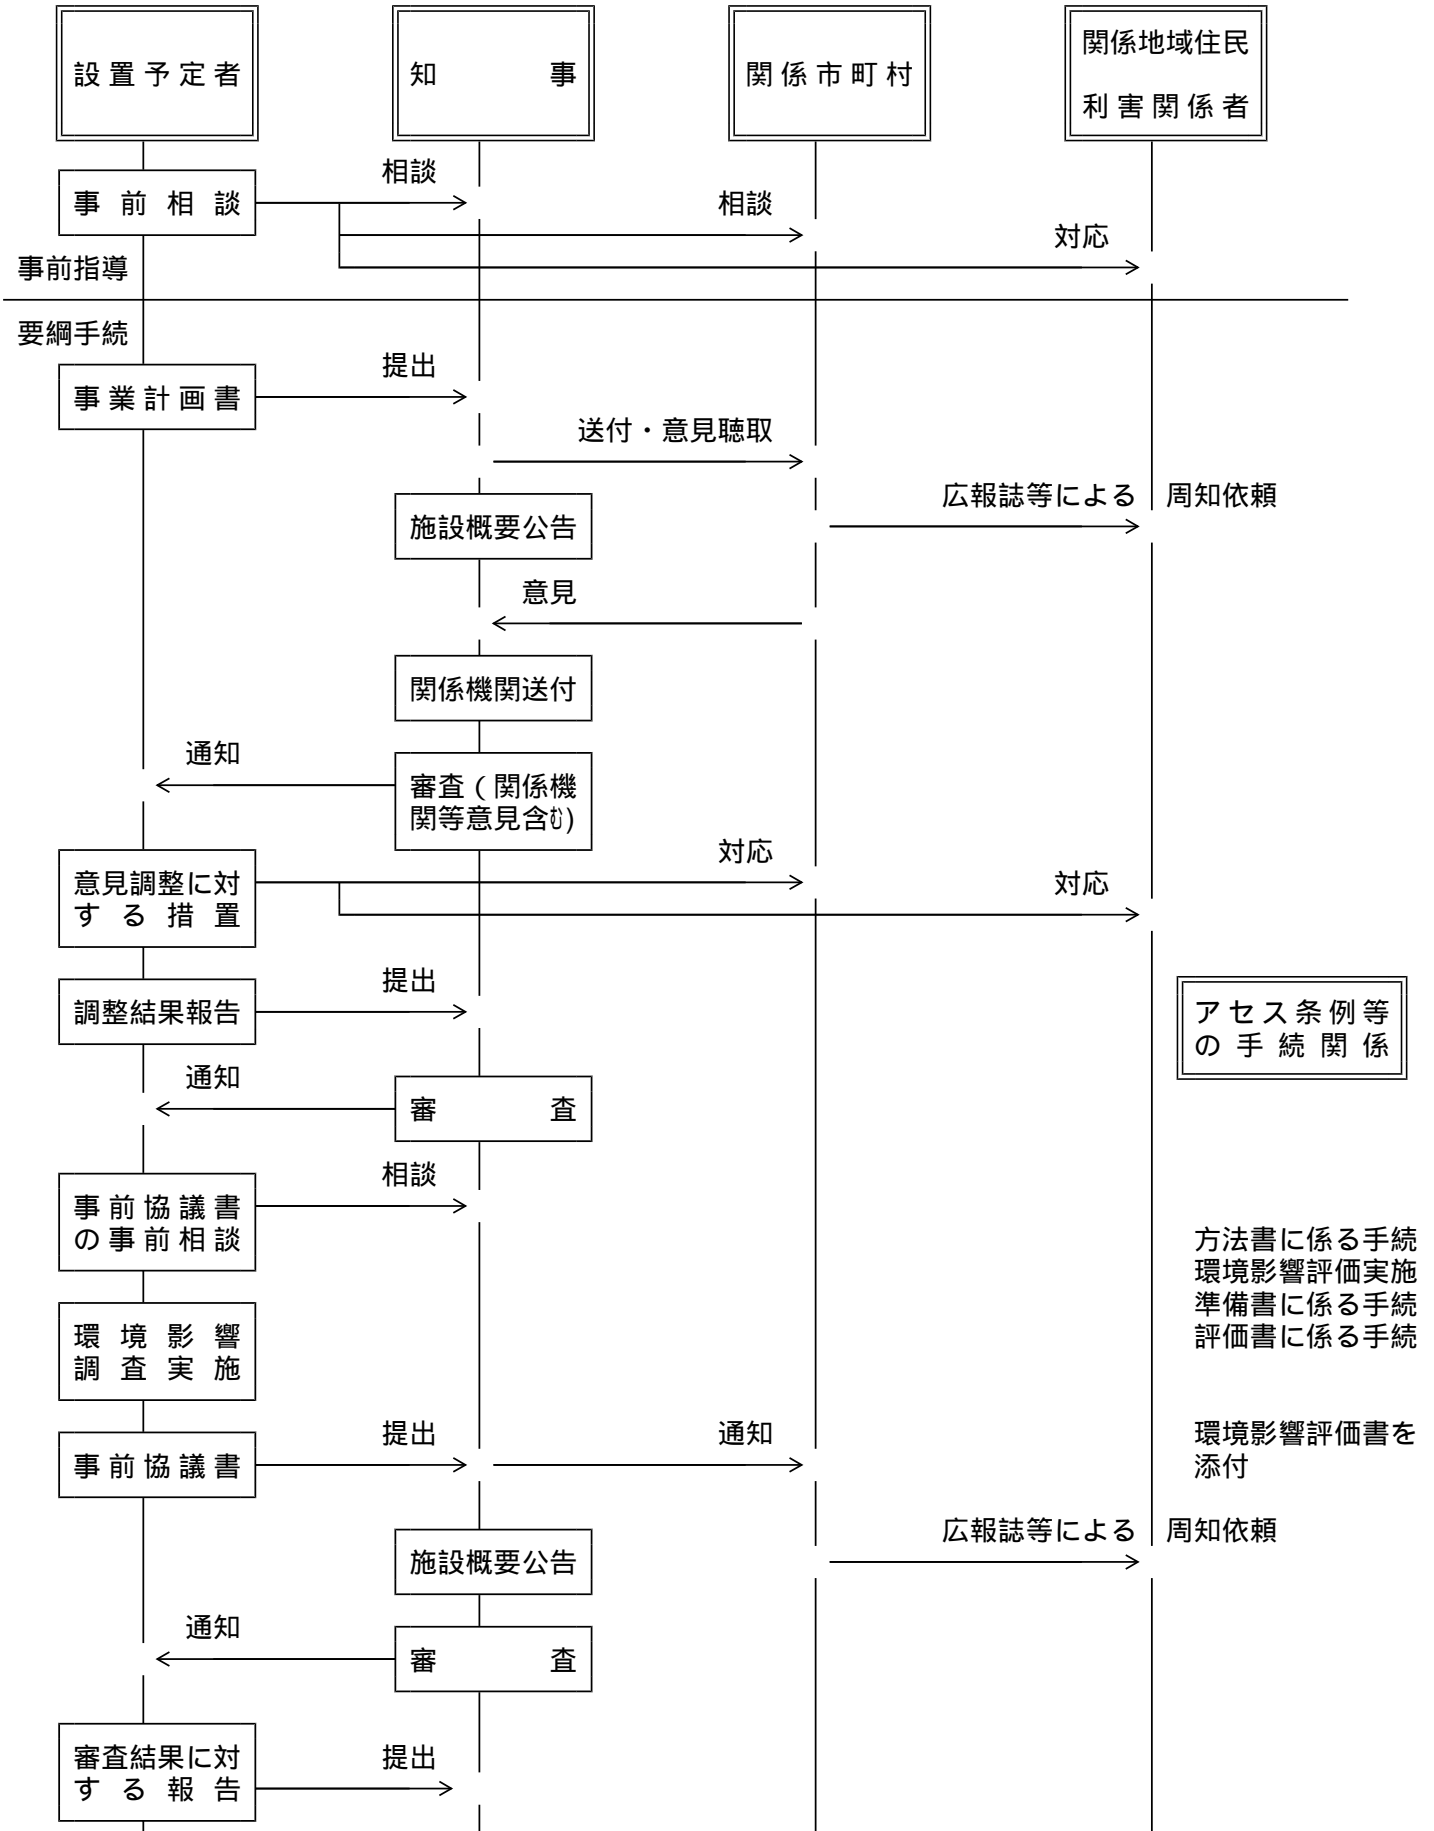 設置予定者
知事
関係市町村
関係地域住民
利害関係者
相談
事前相談
相談
対応
事前指導
要綱手続
提出
事業計画書
送付・意見聴取
広報誌等による
周知依頼
施設概要公告
意見
関係機関送付
通知
審査(関係機
関等意見含む)
対応
意見調整に対
する措置
対応
提出
調整結果報告
アセス条例等
の手続関係
通知
審査
相談
事前協議書
の事前相談
方法書に係る手続
環境影響評価実施
準備書に係る手続
評価書に係る手続
環境影響
調査実施
提出
通知
事前協議書
環境影響評価書を
添付
広報誌等による
周知依頼
施設概要公告
通知
審査
審査結果に対
する報告
提出